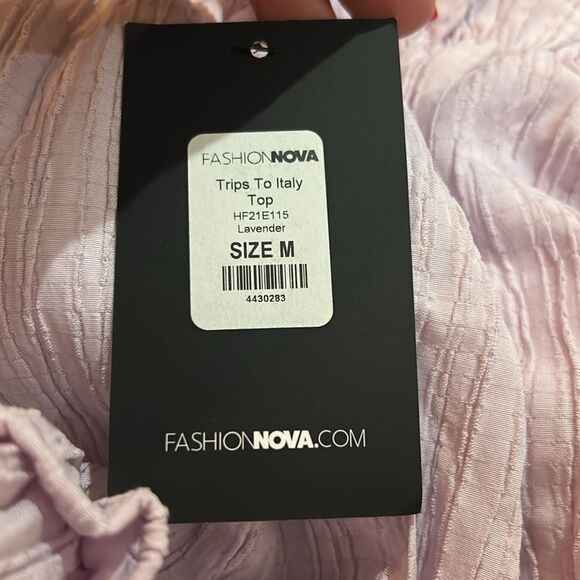 FASHIONNOVA
Trips To Italy
Top
HF21E115
Lavender
SIZE M
4430283
FASHIONNOVA.COM